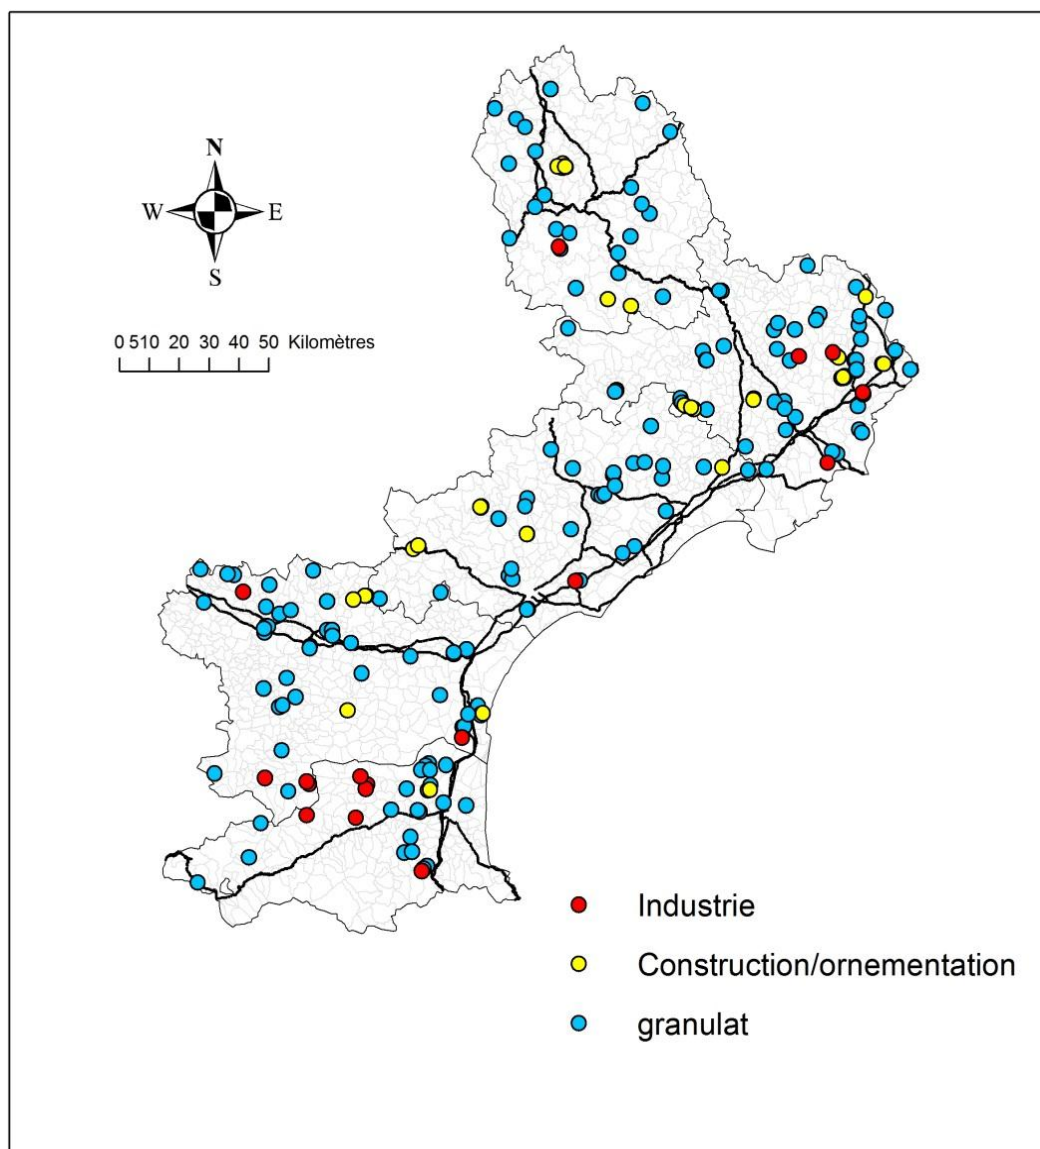 N
W E
S
0 510 20 30 40 50 Kilomètres
Industrie
Construction/ornementation
granulat